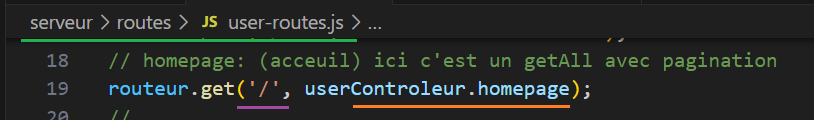 serveur > routes > JS user-routes.js > ...
18 // homepage: (acceuil) ici c'est un getAll avec pagination
19 routeur.get('/', userControleur.homepage);
20 //